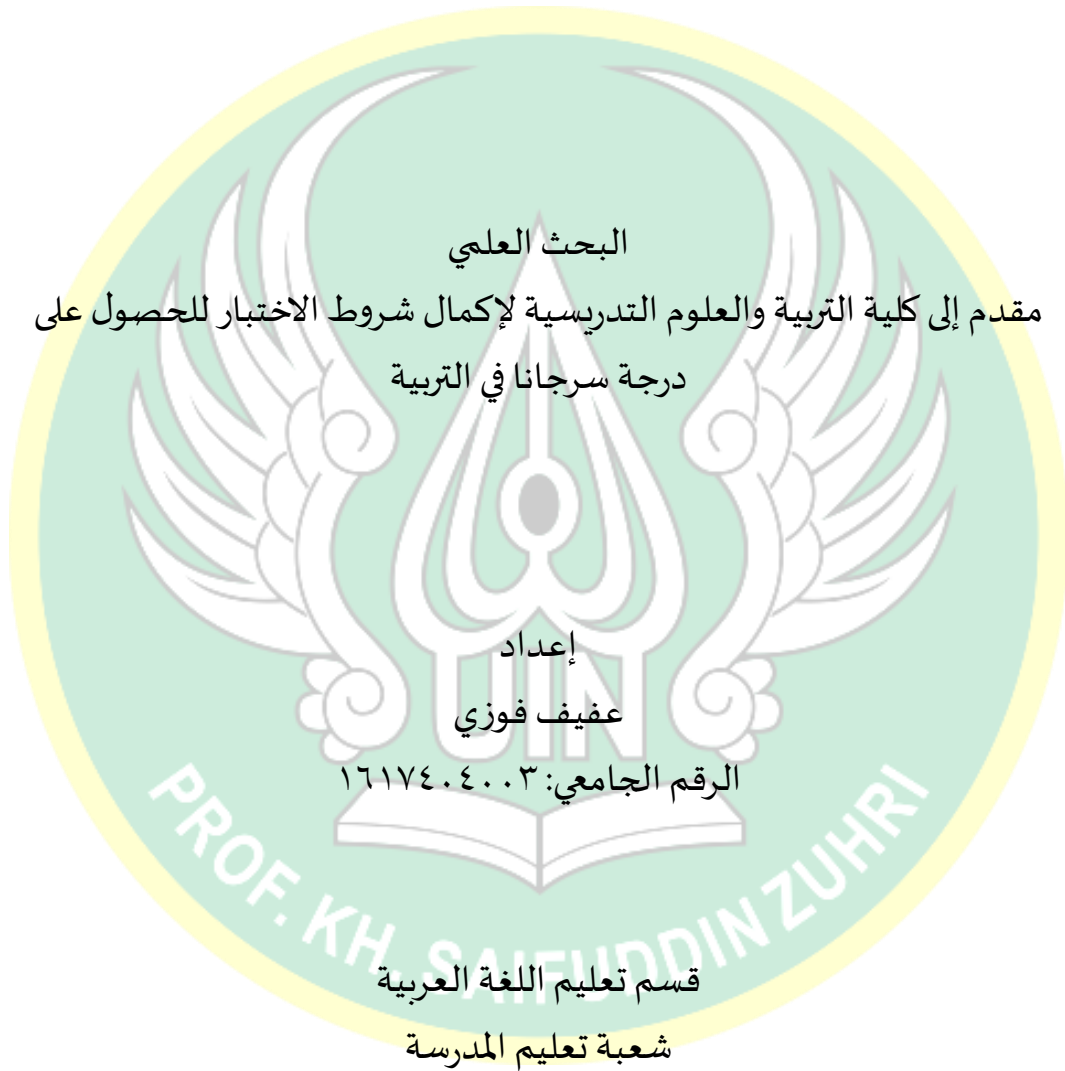 البحث العلمي
مقدم إلى كلية التربية والعلوم التدريسية لإكمال شروط الاختبار للحصول على
درجة سرجانا في التربية
إعداد
عفيف فوزي
الرقم الجامعي: ١٦١٧٤٠٤٠٠٣
UIN
PROF. KH. SAIFUDDIN ZUHRI
قسم تعليم اللغة العربية
شعبة تعليم المدرسة